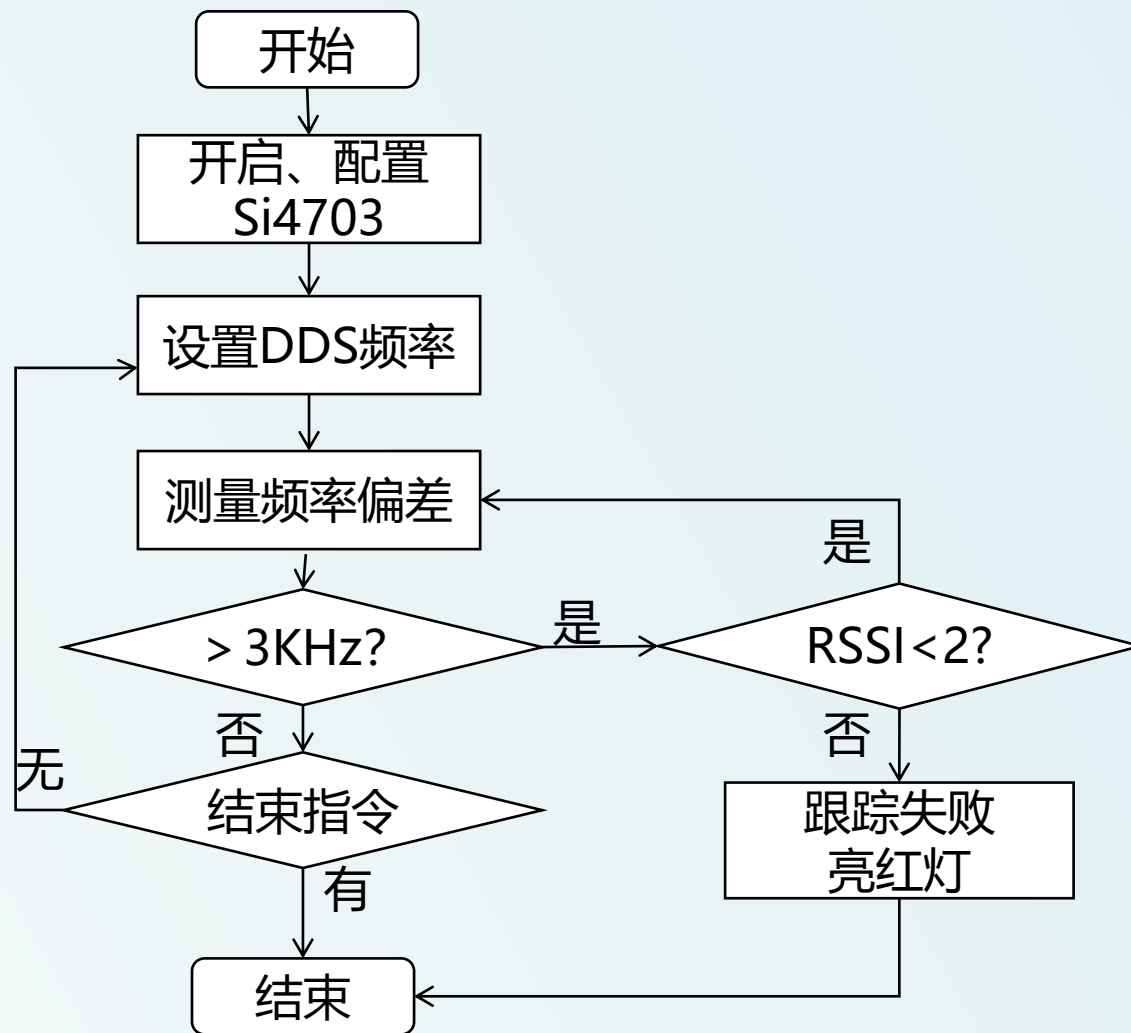 开始
开启、配置
Si4703
设置DDS频率
测量频率偏差
是
＞3KHz?
是
RSSI<2?
否
否
无
结束指令
跟踪失败
亮红灯
有
结束